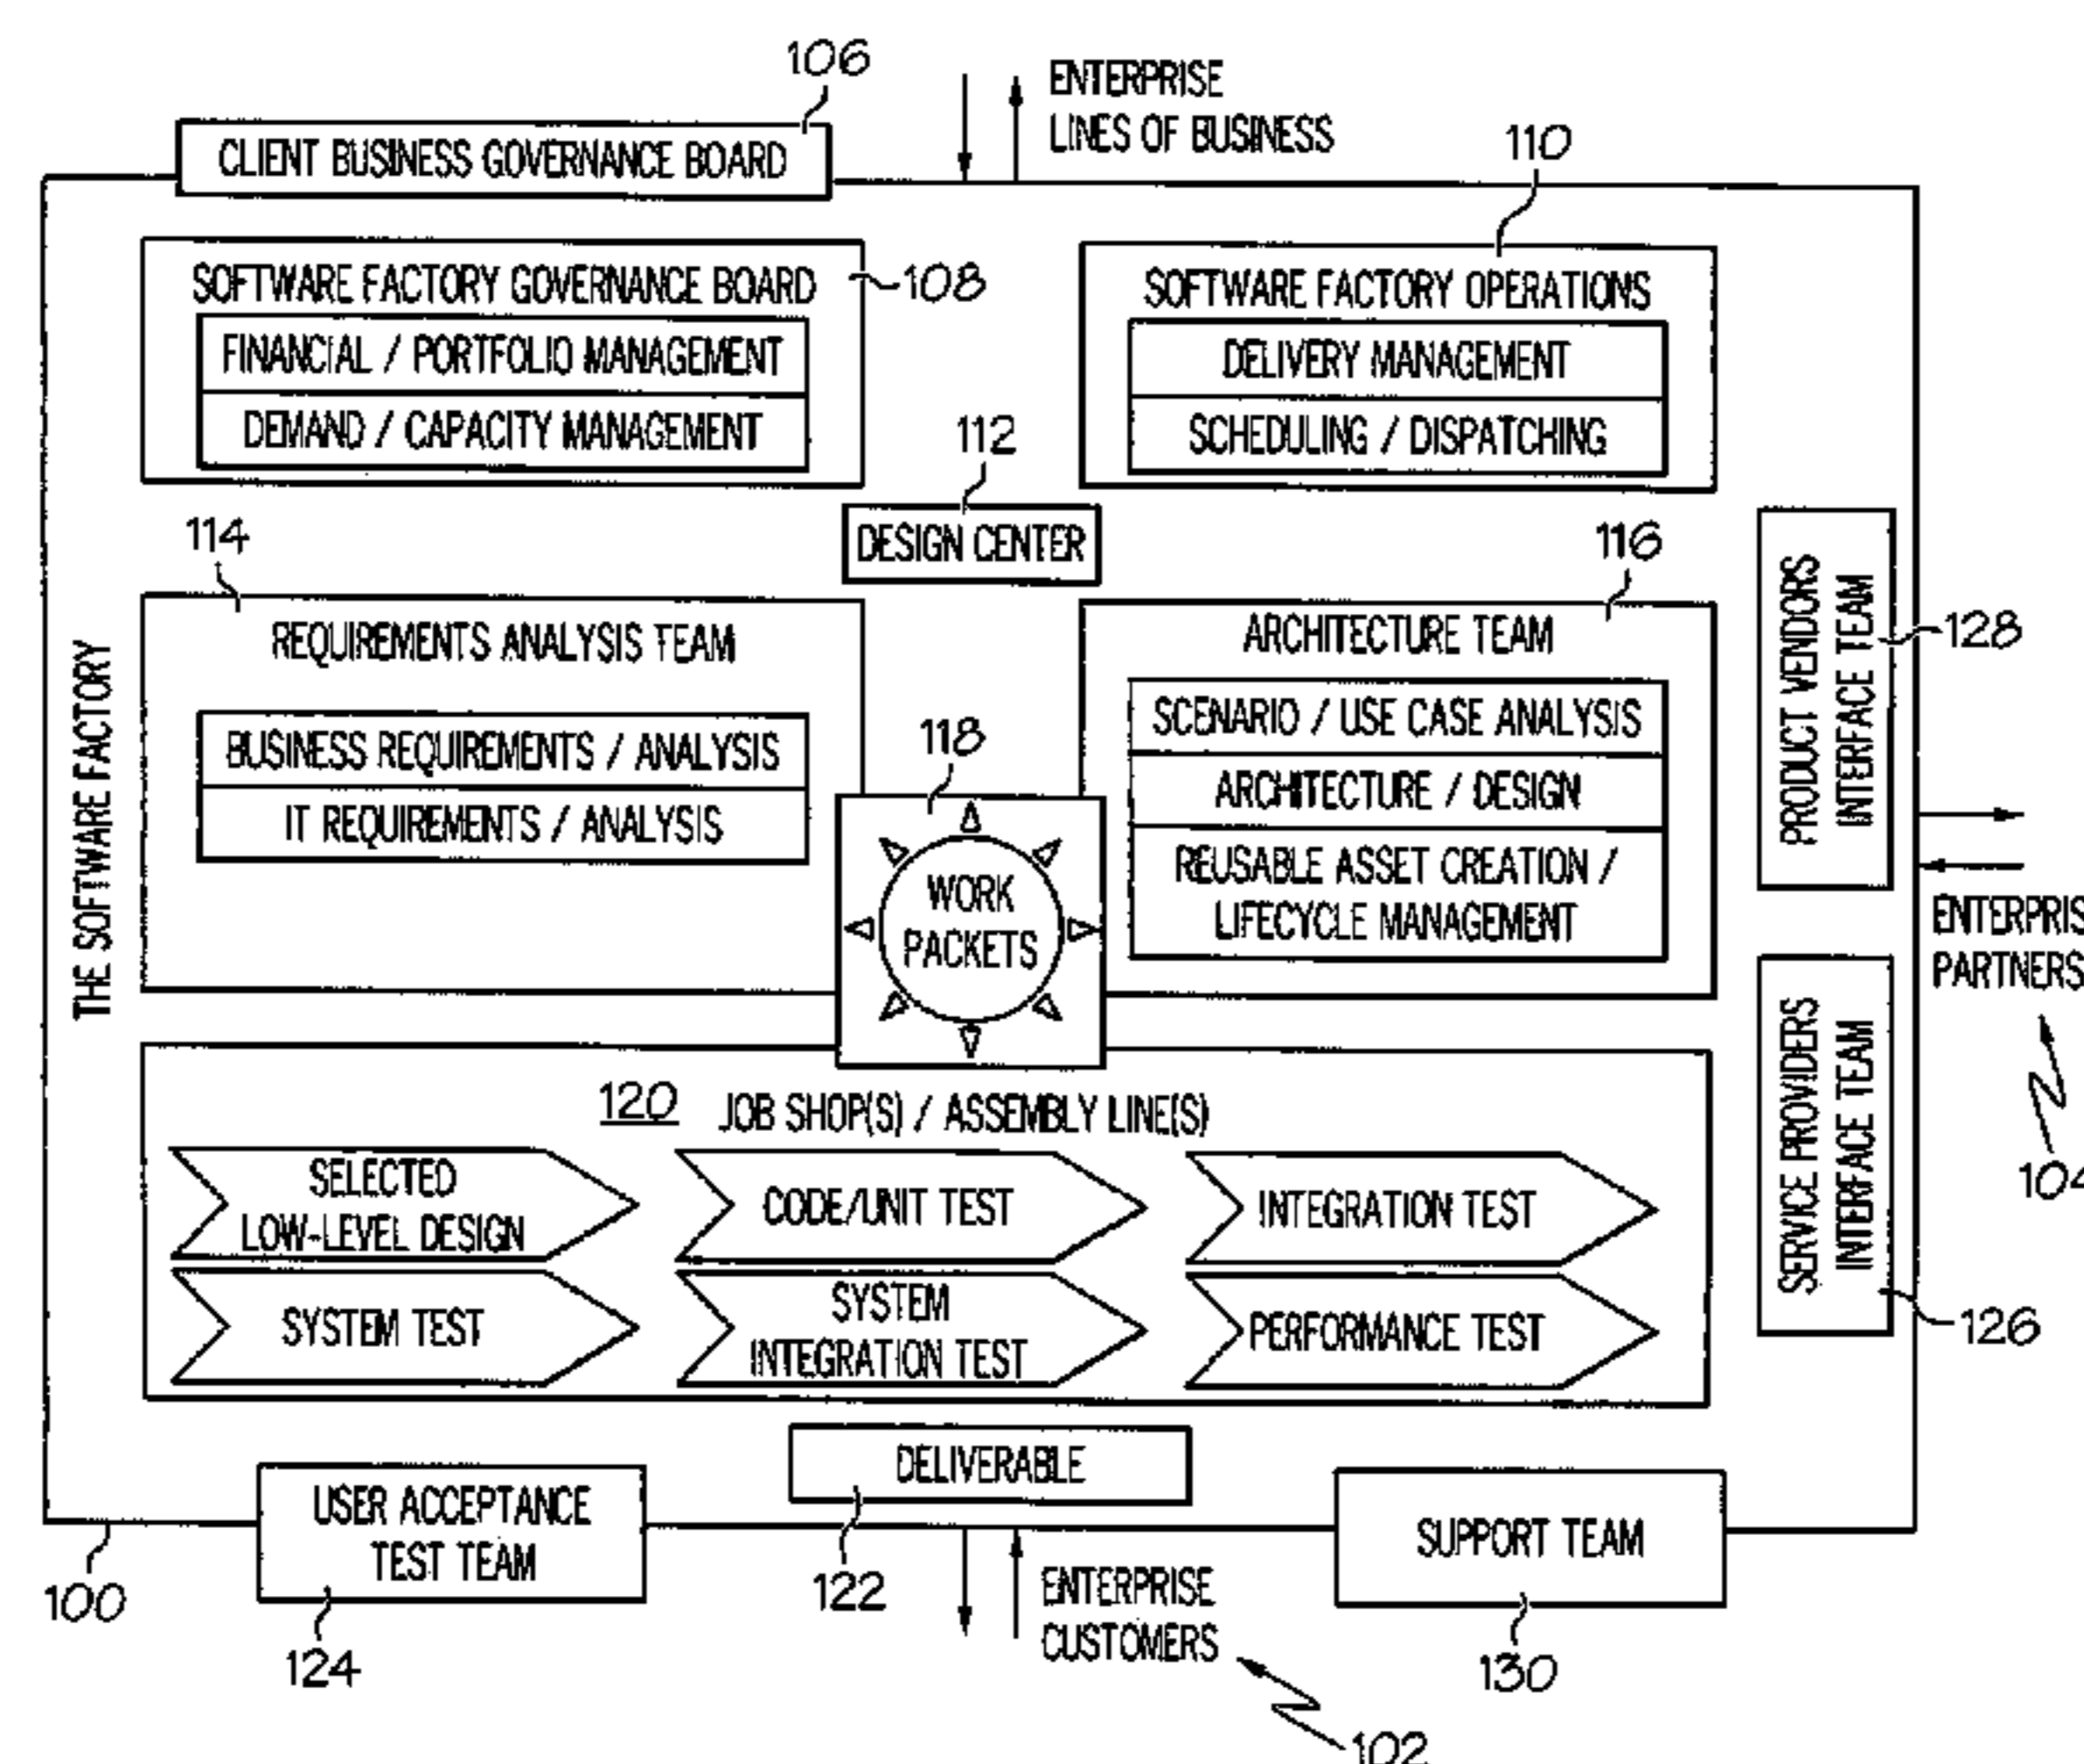 106
ENTERPRISE
LINES OF BUSINESS
CLIENT BUSINESS GOVERNANCE BOARD
110
SOFTWARE FACTORY GOVERNANCE BOARD
108
FINANCIAL / PORTFOLIO MANAGEMENT
DEMAND / CAPACITY MANAGEMENT
SOFTWARE FACTORY OPERATIONS
DELIVERY MANAGEMENT
SCHEDULING / DISPATCHING
112
DESIGN CENTER
THE SOFTWARE FACTORY
114
REQUIREMENTS ANALYSIS TEAM
BUSINESS REQUIREMENTS / ANALYSIS
IT REQUIREMENTS / ANALYSIS
118
WORK
PACKETS
116
ARCHITECTURE TEAM
SCENARIO / USE CASE ANALYSIS
ARCHITECTURE / DESIGN
REUSABLE ASSET CREATION /
LIFECYCLE MANAGEMENT
PRODUCT VENDORS
INTERFACE TEAM
128
ENTERPRIS
PARTNERS
104
SERVICE PROVIDERS
INTERFACE TEAM
126
120
JOB SHOP(S) / ASSEMBLY LINE(S)
SELECTED
LOW-LEVEL DESIGN
CODE/UNIT TEST
INTEGRATION TEST
SYSTEM TEST
SYSTEM
INTEGRATION TEST
PERFORMANCE TEST
DELIVERABLE
122
USER ACCEPTANCE
TEST TEAM
SUPPORT TEAM
100
124
ENTERPRISE
CUSTOMERS
130
102